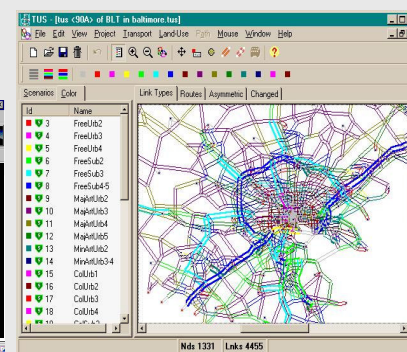 TUS - [tus <90A> of BLT in baltimore.tus]
File Edit View Project Transport Land-Use Path Mouse Window Help
Scenarios Color
Link Types Routes Asymmetric Changed
Id Name
3 FreeUrb2
4 FreeUrb3
5 FreeUrb4
6 FreeSub2
7 FreeSub3
8 FreeSub4-5
9 MajArtUrb2
10 MajArtUrb3
11 MajArtUrb4
12 MajArtUrb5
13 MinArtUrb2
14 MinArtUrb3-4
15 ColUrb1
16 ColUrb2
17 ColUrb3
18 ColUrb4
Nds 1331 Lnks 4455